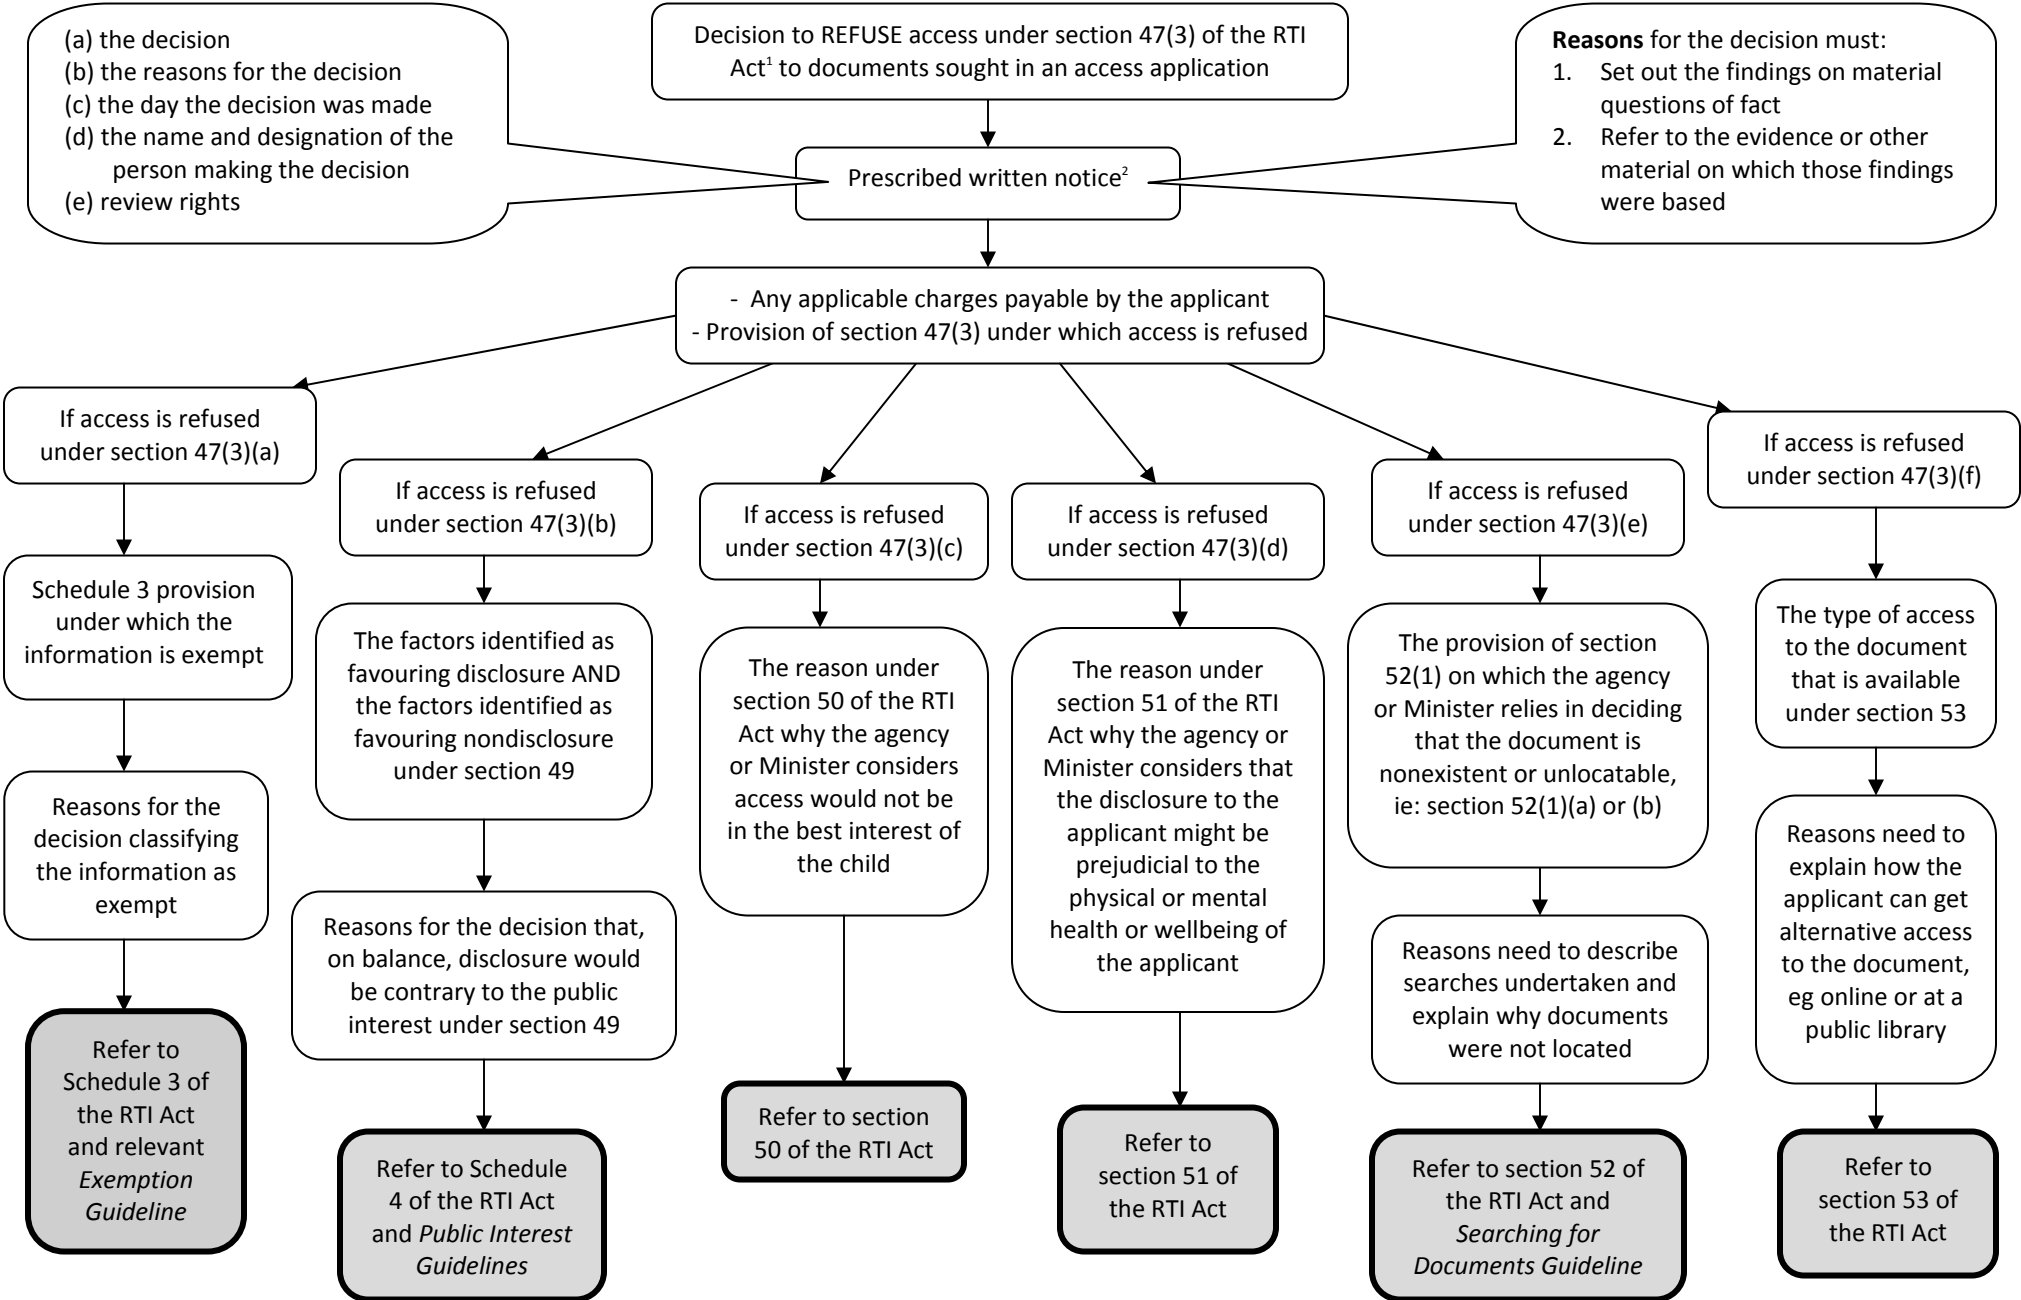 (a) the decision
(b) the reasons for the decision
(c) the day the decision was made
(d) the name and designation of the
person making the decision
(e) review rights
Decision to REFUSE access under section 47(3) of the RTI
Act¹ to documents sought in an access application
Reasons for the decision must:
1. Set out the findings on material
questions of fact
2. Refer to the evidence or other
material on which those findings
were based
Prescribed written notice²
- Any applicable charges payable by the applicant
- Provision of section 47(3) under which access is refused
If access is refused
under section 47(3)(a)
Schedule 3 provision
under which the
information is exempt
Reasons for the
decision classifying
the information as
exempt
Refer to
Schedule 3 of
the RTI Act
and relevant
Exemption
Guideline
If access is refused
under section 47(3)(b)
The factors identified as
favouring disclosure AND
the factors identified as
favouring nondisclosure
under section 49
Reasons for the decision that,
on balance, disclosure would
be contrary to the public
interest under section 49
Refer to Schedule
4 of the RTI Act
and Public Interest
Guidelines
If access is refused
under section 47(3)(c)
The reason under
section 50 of the RTI
Act why the agency
or Minister considers
access would not be
in the best interest of
the child
Refer to section
50 of the RTI Act
If access is refused
under section 47(3)(d)
The reason under
section 51 of the RTI
Act why the agency or
Minister considers that
the disclosure to the
applicant might be
prejudicial to the
physical or mental
health or wellbeing of
the applicant
Refer to
section 51 of
the RTI Act
If access is refused
under section 47(3)(e)
The provision of section
52(1) on which the agency
or Minister relies in deciding
that the document is
nonexistent or unlocatable,
ie: section 52(1)(a) or (b)
Reasons need to describe
searches undertaken and
explain why documents
were not located
Refer to section 52 of
the RTI Act and
Searching for
Documents Guideline
If access is refused
under section 47(3)(f)
The type of access
to the document
that is available
under section 53
Reasons need to
explain how the
applicant can get
alternative access
to the document,
eg online or at a
public library
Refer to
section 53 of
the RTI Act